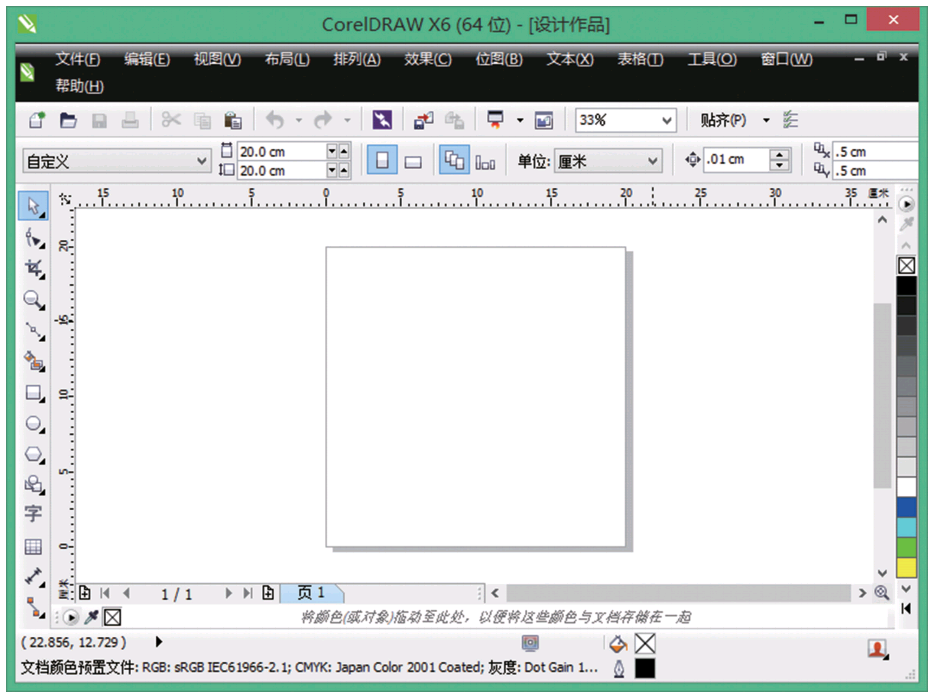 CorelDRAW X6 (64 位) - [设计作品]
文件(F) 编辑(E) 视图(V) 布局(L) 排列(A) 效果(C) 位图(B) 文本(X) 表格(T) 工具(O) 窗口(W)
帮助(H)
33% 贴齐(P)
自定义 20.0 cm 20.0 cm 单位: 厘米 .01 cm .5 cm .5 cm
15 10 5 0 5 10 15 20 25 30 35 厘米
20
15
10
5
0
字
厘米
1 / 1 页 1
将颜色(或对象)拖动至此处，以便将这些颜色与文档存储在一起
( 22.856, 12.729 )
文档颜色预置文件: RGB: sRGB IEC61966-2.1; CMYK: Japan Color 2001 Coated; 灰度: Dot Gain 1...